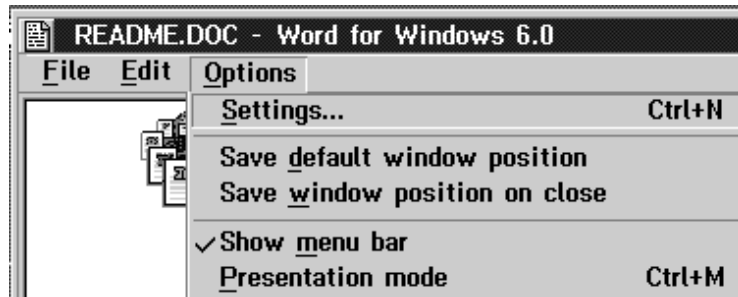 README.DOC - Word for Windows 6.0
File Edit Options
Settings... Ctrl+N
Save default window position
Save window position on close
Show menu bar
Presentation mode Ctrl+M